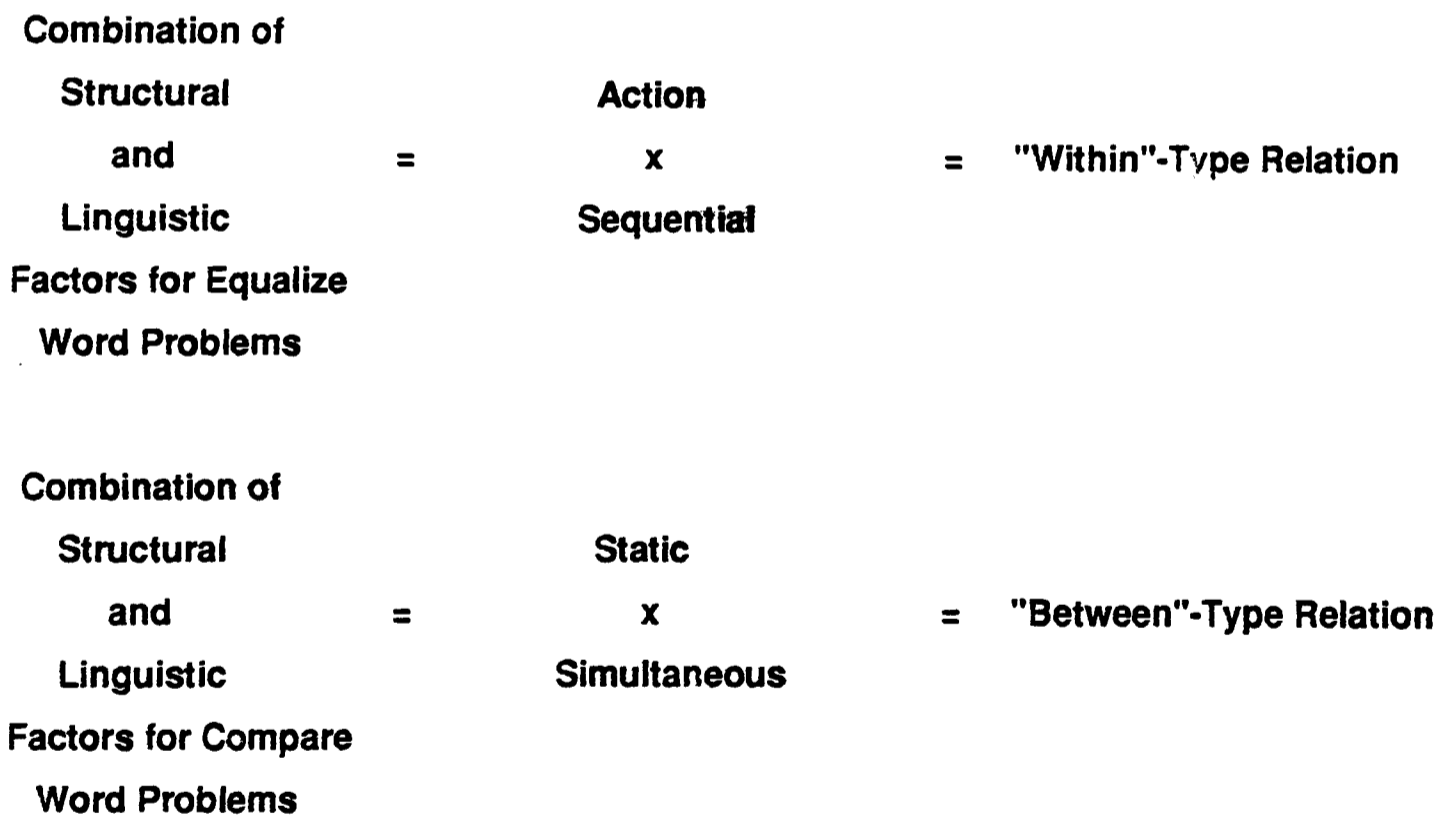 Combination of
Structural Action
and = x = "Within"-Type Relation
Linguistic Sequential
Factors for Equalize
Word Problems
Combination of
Structural Static
and = x = "Between"-Type Relation
Linguistic Simultaneous
Factors for Compare
Word Problems